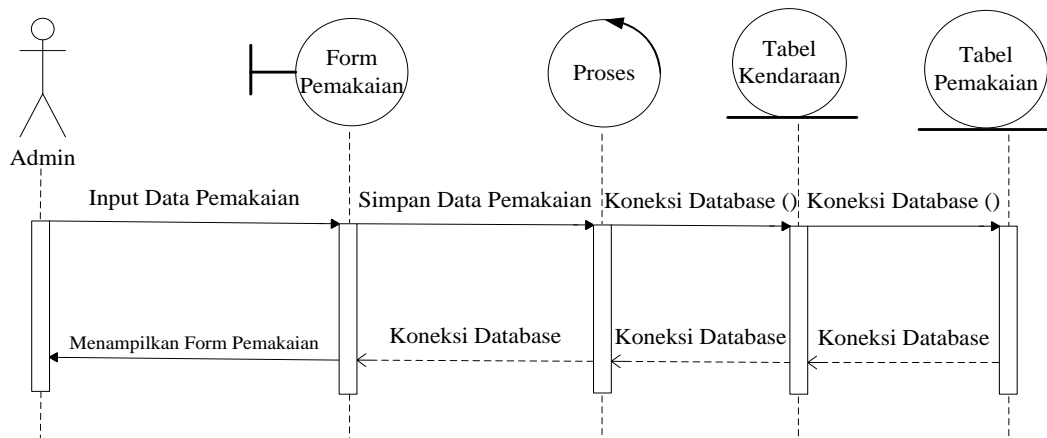 Form
Pemakaian
Proses
Tabel
Kendaraan
Tabel
Pemakaian
Admin
Input Data Pemakaian
Simpan Data Pemakaian
Koneksi Database ()
Koneksi Database ()
Menampilkan Form Pemakaian
Koneksi Database
Koneksi Database
Koneksi Database